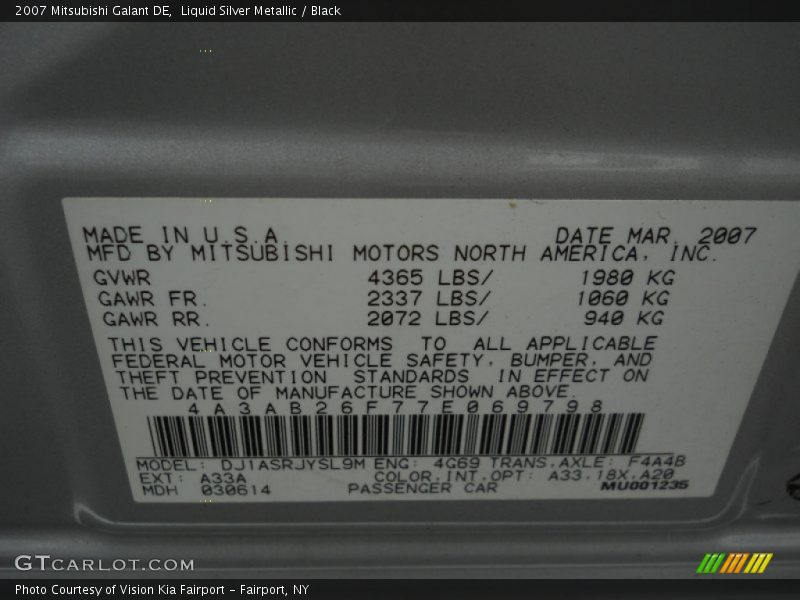 2007 Mitsubishi Galant DE,  Liquid Silver Metallic / Black
MADE IN U.S.A. DATE MAR. 2007
MFD BY MITSUBISHI MOTORS NORTH AMERICA, INC.
GVWR 4365 LBS/ 1980 KG
GAWR FR. 2337 LBS/ 1060 KG
GAWR RR. 2072 LBS/ 940 KG
THIS VEHICLE CONFORMS TO ALL APPLICABLE
FEDERAL MOTOR VEHICLE SAFETY, BUMPER, AND
THEFT PREVENTION STANDARDS IN EFFECT ON
THE DATE OF MANUFACTURE SHOWN ABOVE.
4A3AB26F77E069798
MODEL: DJ1ASRJYSL9M ENG: 4G69 TRANS.AXLE: F4A4B
EXT: A33A COLOR.INT.OPT: A33.18X.A20
MDH 030614 PASSENGER CAR MU001235
GTCARLOT.COM
Photo Courtesy of Vision Kia Fairport - Fairport, NY